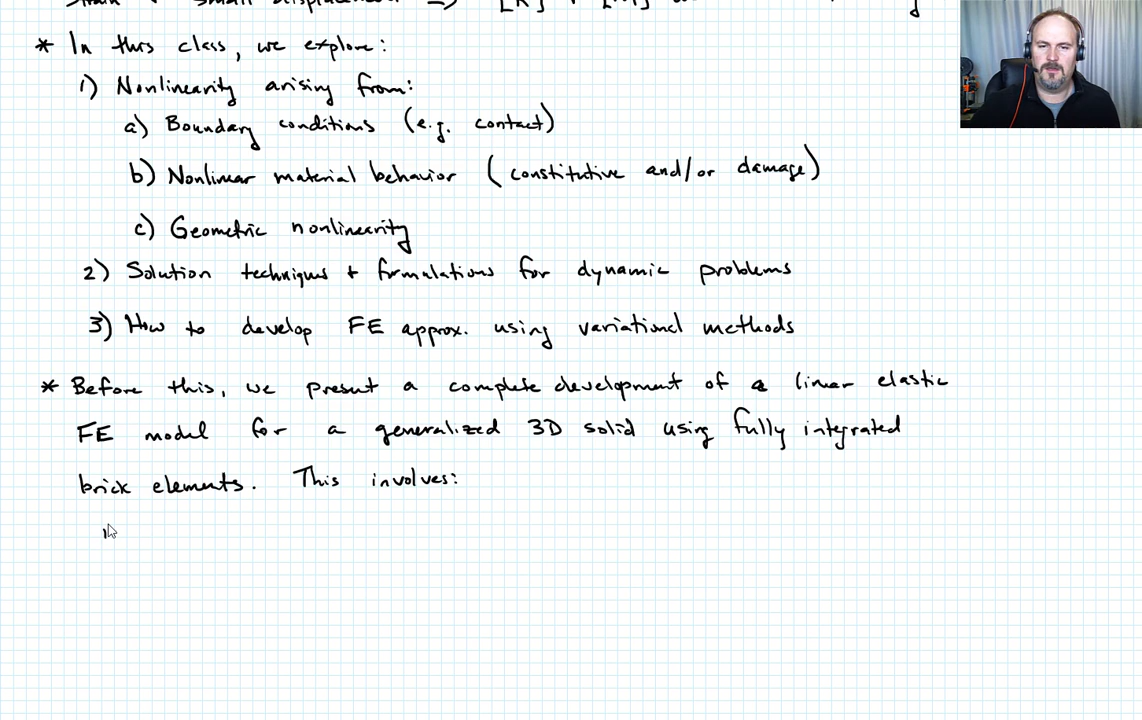 * In this class, we explore:
1) Nonlinearity arising from:
a) Boundary conditions (e.g. contact)
b) Nonlinear material behavior (constitutive and/or damage)
c) Geometric nonlinearity
2) Solution techniques + formulations for dynamic problems
3) How to develop FE approx. using variational methods
* Before this, we present a complete development of a linear elastic
FE model for a generalized 3D solid using fully integrated
brick elements. This involves: